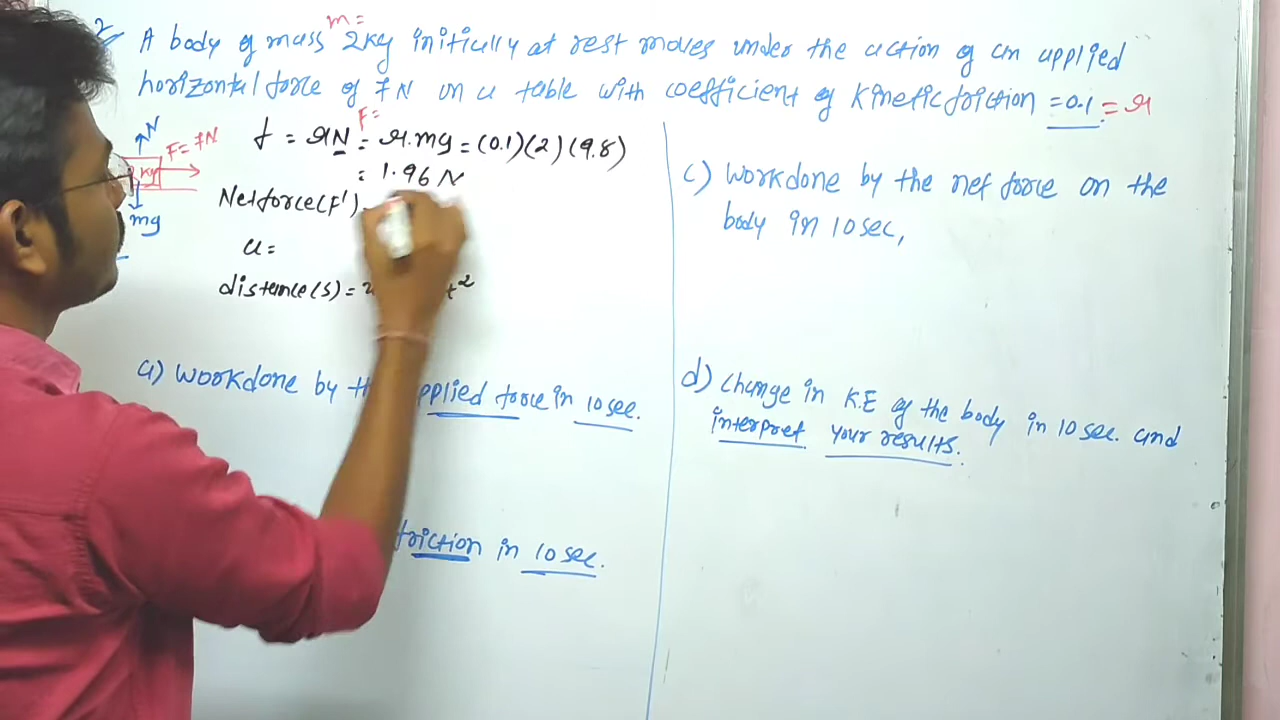 2
m =
A body of mass 2kg initially at rest moves under the action of an applied
horizontal force of 7N on a table with coefficient of kinetic friction = 0.1 = μ
F =
N
F = 7N
kg
mg
f = μN = μ.mg = (0.1)(2)(9.8)
= 1.96 N
Net force(F') =
a =
distance(s) = t²
a) workdone by applied force in 10 sec.
friction in 10 sec.
c) workdone by the net force on the
body in 10 sec,
d) change in K.E of the body in 10 sec. and
interpret your results.